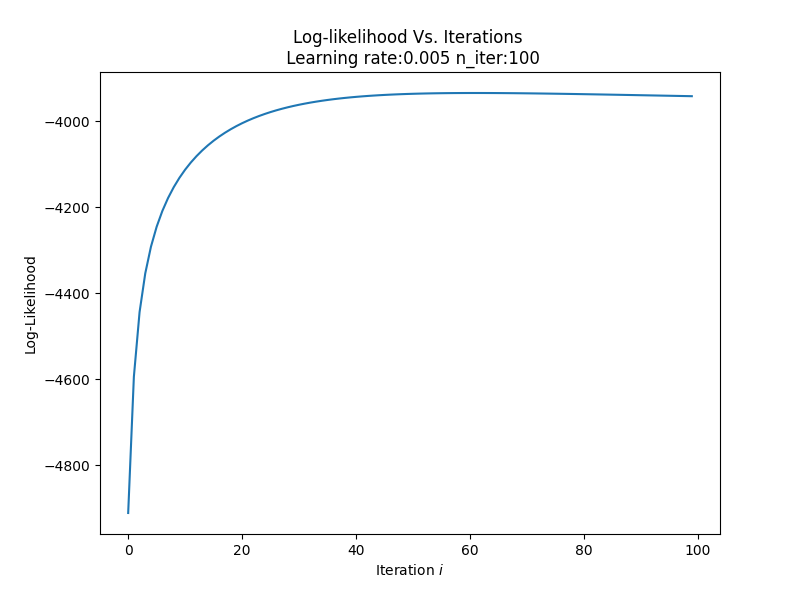 Log-likelihood Vs. Iterations
Learning rate:0.005 n_iter:100
−4000
−4200
−4400
−4600
−4800
Log-Likelihood
0
20
40
60
80
100
Iteration i